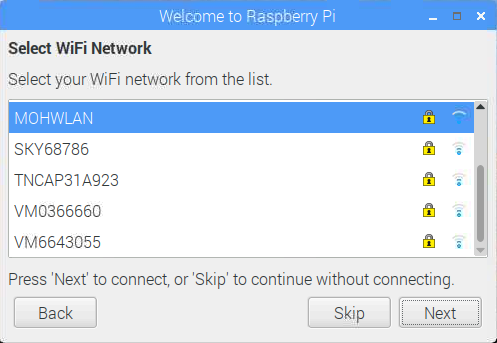 Welcome to Raspberry Pi
Select WiFi Network
Select your WiFi network from the list.
MOHWLAN
SKY68786
TNCAP31A923
VM0366660
VM6643055
Press 'Next' to connect, or 'Skip' to continue without connecting.
Back Skip Next